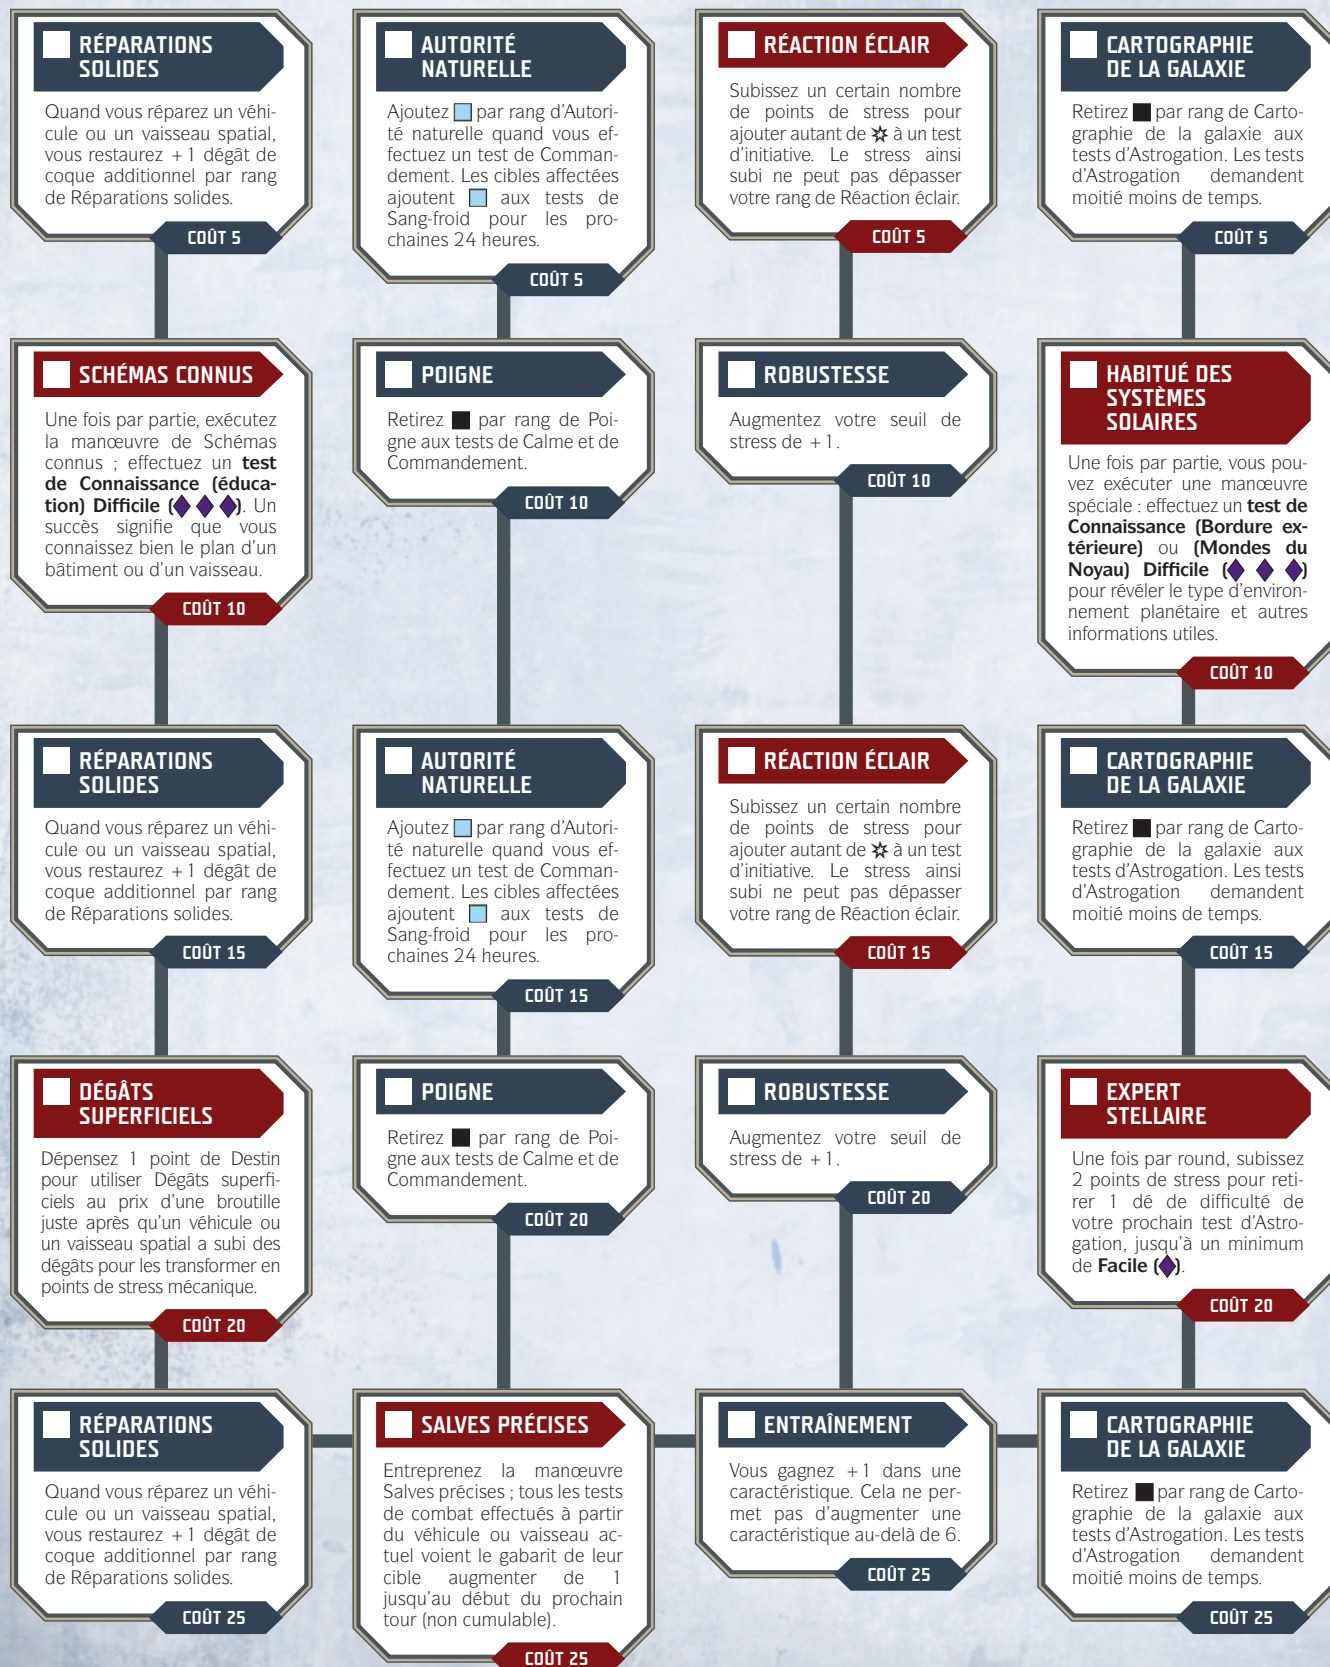 RÉPARATIONS
SOLIDES
Quand vous réparez un véhi-
cule ou un vaisseau spatial,
vous restaurez +1 dégât de
coque additionnel par rang
de Réparations solides.
COÛT 5
AUTORITÉ
NATURELLE
Ajoutez par rang d'Autori-
té naturelle quand vous ef-
fectuez un test de Comman-
dement. Les cibles affectées
ajoutent aux tests de
Sang-froid pour les pro-
chaines 24 heures.
COÛT 5
RÉACTION ÉCLAIR
Subissez un certain nombre
de points de stress pour
ajouter autant de à un test
d'initiative. Le stress ainsi
subi ne peut pas dépasser
votre rang de Réaction éclair.
COÛT 5
CARTOGRAPHIE
DE LA GALAXIE
Retirez par rang de Carto-
graphie de la galaxie aux
tests d'Astrogation. Les tests
d'Astrogation demandent
moitié moins de temps.
COÛT 5
SCHÉMAS CONNUS
Une fois par partie, exécutez
la manœuvre de Schémas
connus ; effectuez un test
de Connaissance (éduca-
tion) Difficile (). Un
succès signifie que vous
connaissez bien le plan d'un
bâtiment ou d'un vaisseau.
COÛT 10
POIGNE
Retirez par rang de Poi-
gne aux tests de Calme et de
Commandement.
COÛT 10
ROBUSTESSE
Augmentez votre seuil de
stress de +1.
COÛT 10
HABITUÉ DES
SYSTÈMES
SOLAIRES
Une fois par partie, vous pou-
vez exécuter une manœuvre
spéciale : effectuez un test de
Connaissance (Bordure ex-
térieure) ou (Mondes du
Noyau) Difficile ()
pour révéler le type d'environ-
nement planétaire et autres
informations utiles.
COÛT 10
RÉPARATIONS
SOLIDES
Quand vous réparez un véhi-
cule ou un vaisseau spatial,
vous restaurez +1 dégât de
coque additionnel par rang
de Réparations solides.
COÛT 15
AUTORITÉ
NATURELLE
Ajoutez par rang d'Autori-
té naturelle quand vous ef-
fectuez un test de Comman-
dement. Les cibles affectées
ajoutent aux tests de
Sang-froid pour les pro-
chaines 24 heures.
COÛT 15
RÉACTION ÉCLAIR
Subissez un certain nombre
de points de stress pour
ajouter autant de à un test
d'initiative. Le stress ainsi
subi ne peut pas dépasser
votre rang de Réaction éclair.
COÛT 15
CARTOGRAPHIE
DE LA GALAXIE
Retirez par rang de Carto-
graphie de la galaxie aux
tests d'Astrogation. Les tests
d'Astrogation demandent
moitié moins de temps.
COÛT 15
DÉGÂTS
SUPERFICIELS
Dépensez 1 point de Destin
pour utiliser Dégâts superfi-
ciels au prix d'une broutille
juste après qu'un véhicule ou
un vaisseau spatial a subi des
dégâts pour les transformer en
points de stress mécanique.
COÛT 20
POIGNE
Retirez par rang de Poi-
gne aux tests de Calme et de
Commandement.
COÛT 20
ROBUSTESSE
Augmentez votre seuil de
stress de +1.
COÛT 20
EXPERT
STELLAIRE
Une fois par round, subissez
2 points de stress pour reti-
rer 1 dé de difficulté de
votre prochain test d'Astro-
gation, jusqu'à un minimum
de Facile ().
COÛT 20
RÉPARATIONS
SOLIDES
Quand vous réparez un véhi-
cule ou un vaisseau spatial,
vous restaurez +1 dégât de
coque additionnel par rang
de Réparations solides.
COÛT 25
SALVES PRÉCISES
Entreprenez la manœuvre
Salves précises ; tous les tests
de combat effectués à partir
du véhicule ou vaisseau ac-
tuel voient le gabarit de leur
cible augmenter de 1
jusqu'au début du prochain
tour (non cumulable).
COÛT 25
ENTRAÎNEMENT
Vous gagnez +1 dans une
caractéristique. Cela ne per-
met pas d'augmenter une
caractéristique au-delà de 6.
COÛT 25
CARTOGRAPHIE
DE LA GALAXIE
Retirez par rang de Carto-
graphie de la galaxie aux
tests d'Astrogation. Les tests
d'Astrogation demandent
moitié moins de temps.
COÛT 25